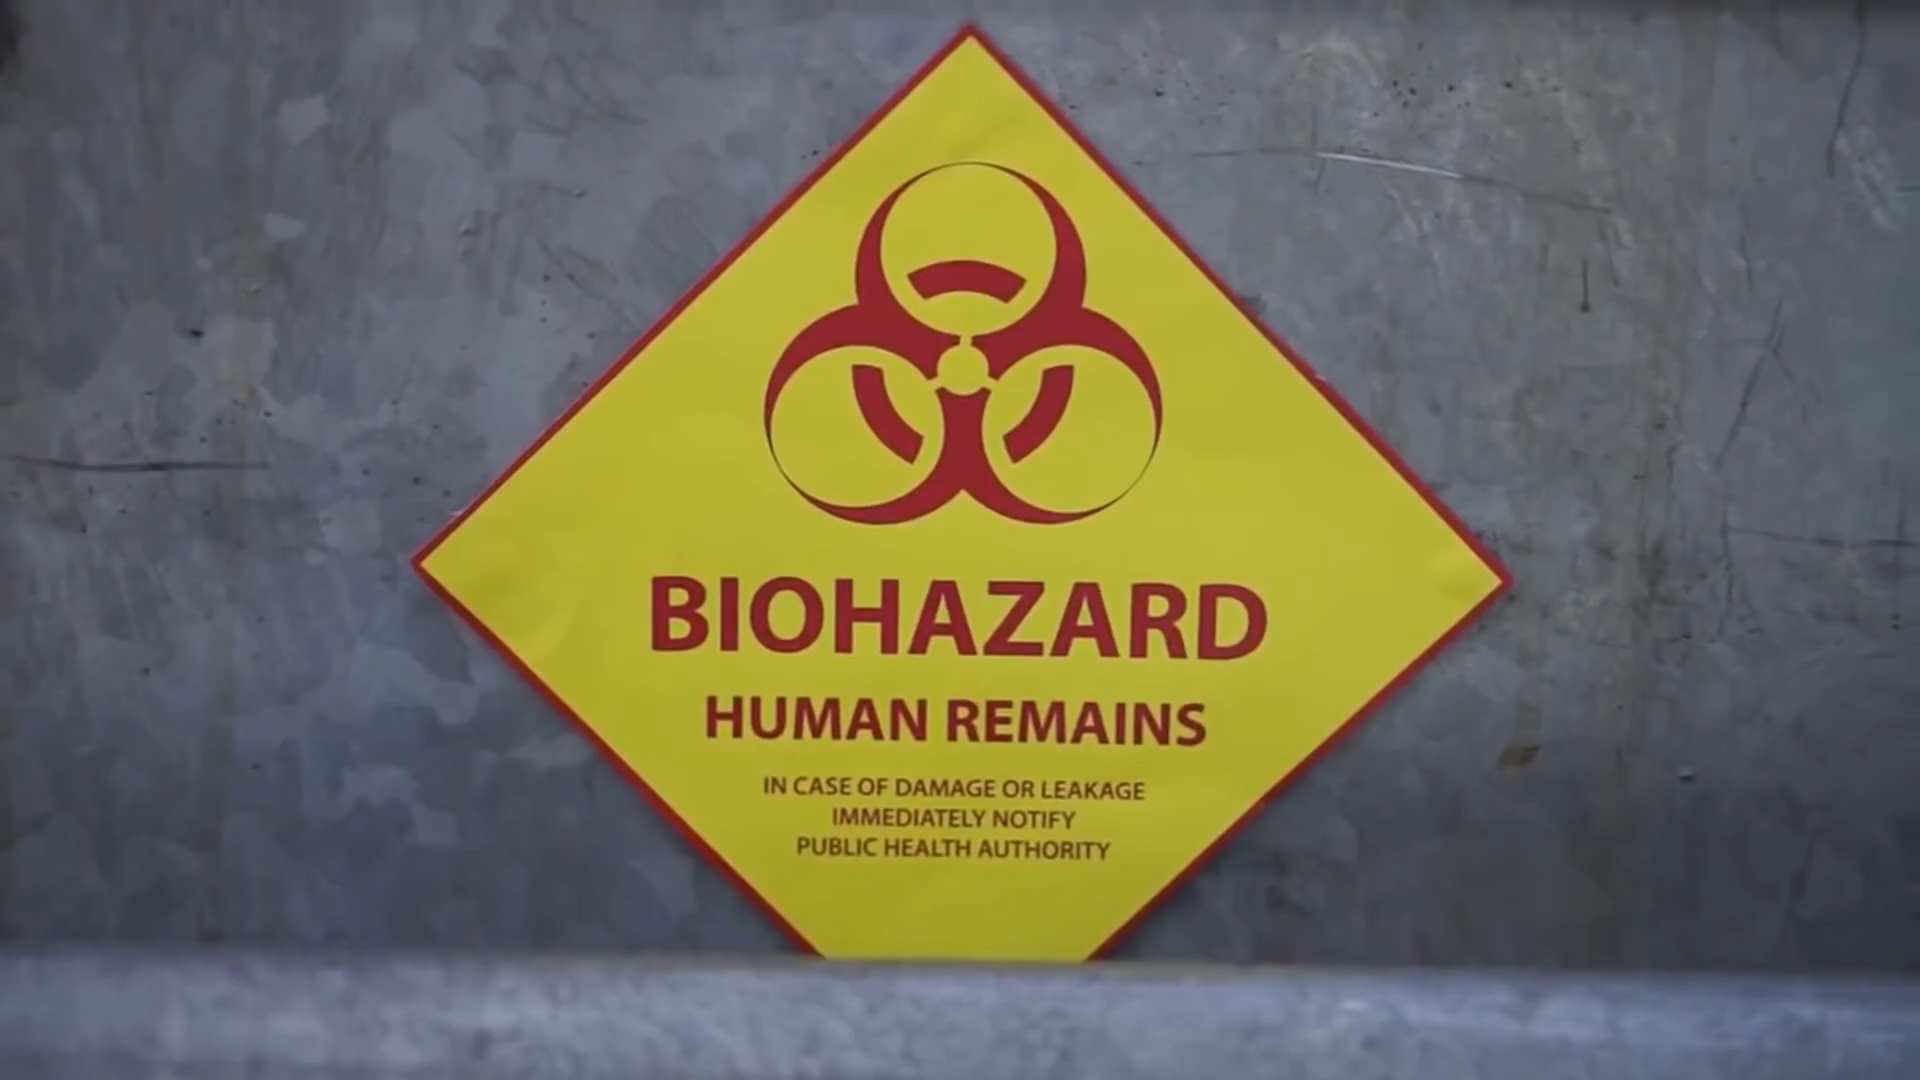 BIOHAZARD
HUMAN REMAINS
IN CASE OF DAMAGE OR LEAKAGE
IMMEDIATELY NOTIFY
PUBLIC HEALTH AUTHORITY